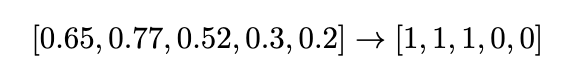 [0.65, 0.77, 0.52, 0.3, 0.2] → [1, 1, 1, 0, 0]